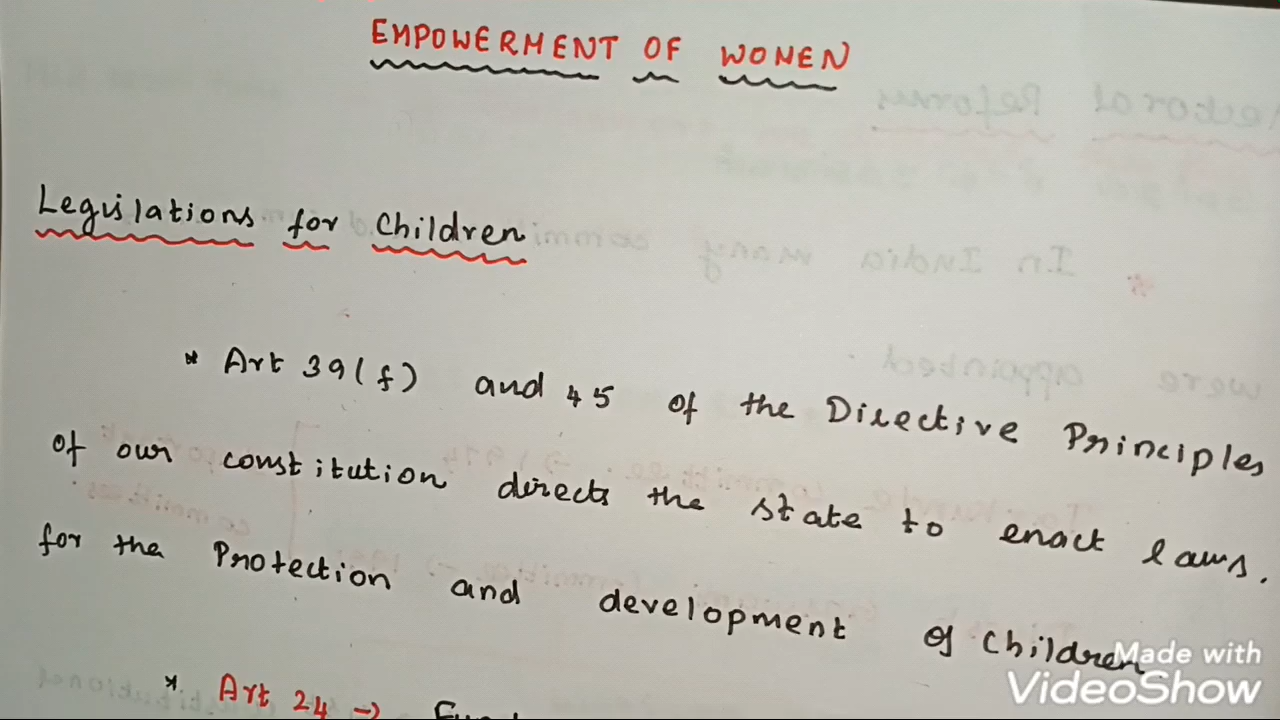 EMPOWERMENT OF WOMEN
Legislations for Children
* Art 39(f) and 45 of the Directive Principles
of our constitution directs the state to enact laws.
for the Protection and development of Children
* Art 24 →
Made with
VideoShow